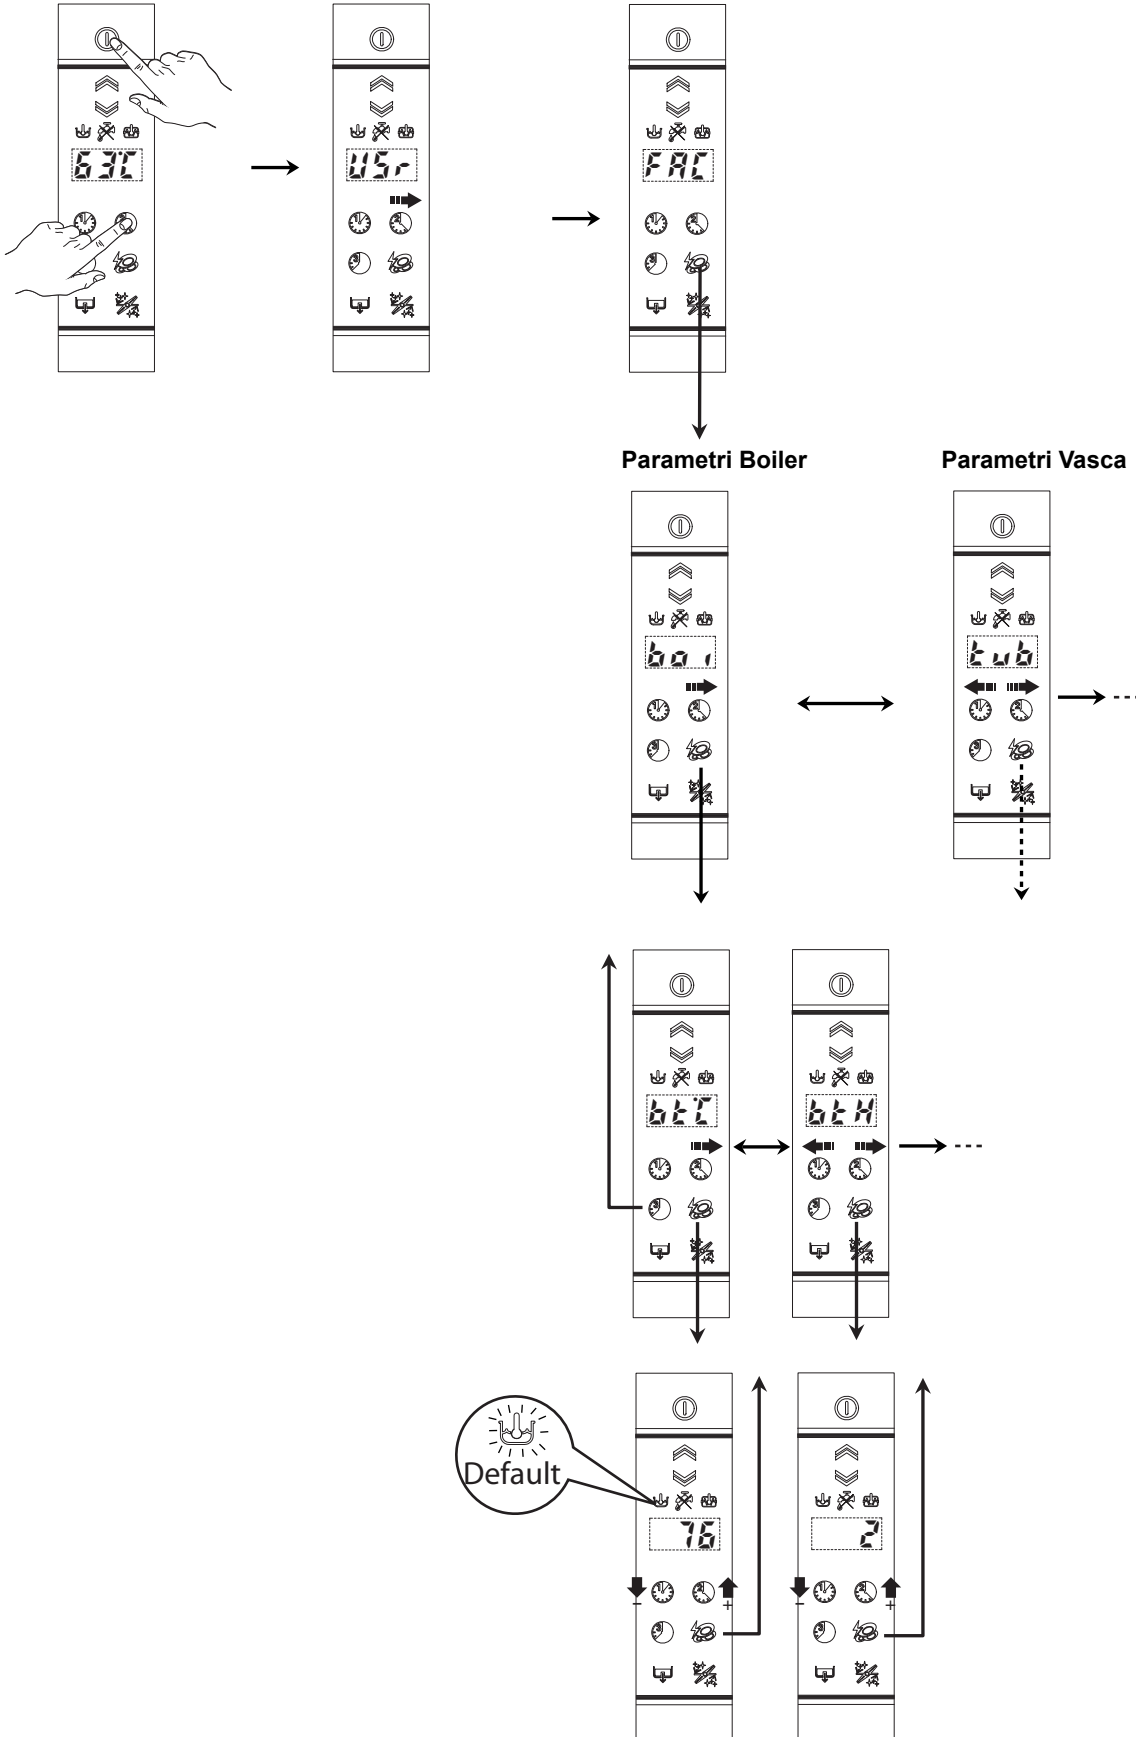 63°C
USr
FAC
Parametri Boiler
Parametri Vasca
boi
tub
btC
btH
Default
76
2
- +
- +